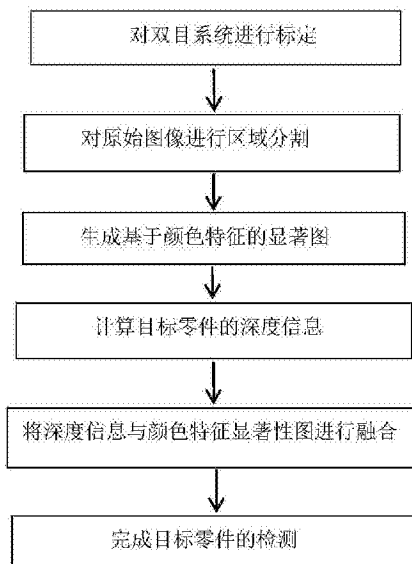 对双目系统进行标定
对原始图像进行区域分割
生成基于颜色特征的显著图
计算目标零件的深度信息
将深度信息与颜色特征显著性图进行融合
完成目标零件的检测